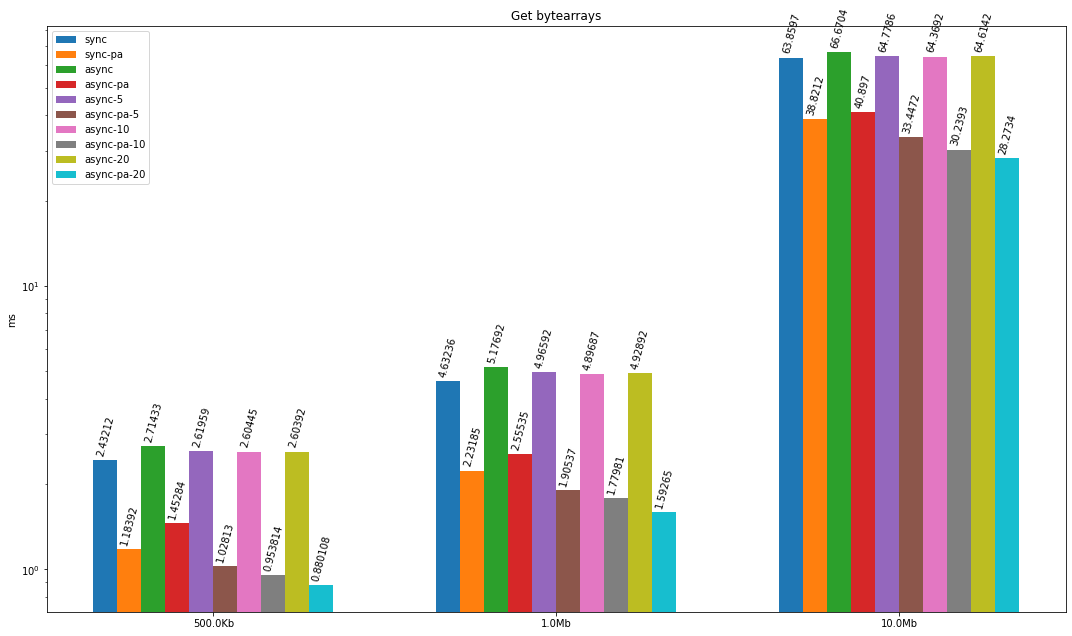 Get bytearrays
sync
sync-pa
async
async-pa
async-5
async-pa-5
async-10
async-pa-10
async-20
async-pa-20
ms
10¹
10⁰
2.43212
1.18392
2.71433
1.45284
2.61959
1.02813
2.60445
0.953814
2.60392
0.880108
4.63236
2.23185
5.17692
2.55535
4.96592
1.90537
4.89687
1.77981
4.92892
1.59265
63.8597
38.8212
66.6704
40.897
64.7786
33.4472
64.3692
30.2393
64.6142
28.2734
500.0Kb
1.0Mb
10.0Mb